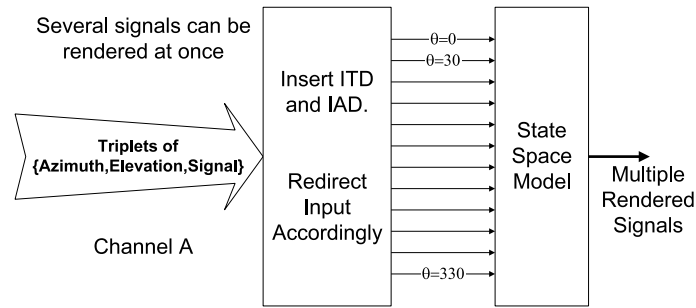 Several signals can be
rendered at once
Triplets of
{Azimuth,Elevation,Signal}
Channel A
Insert ITD
and IAD.
Redirect
Input
Accordingly
θ=0
θ=30
θ=330
State
Space
Model
Multiple
Rendered
Signals